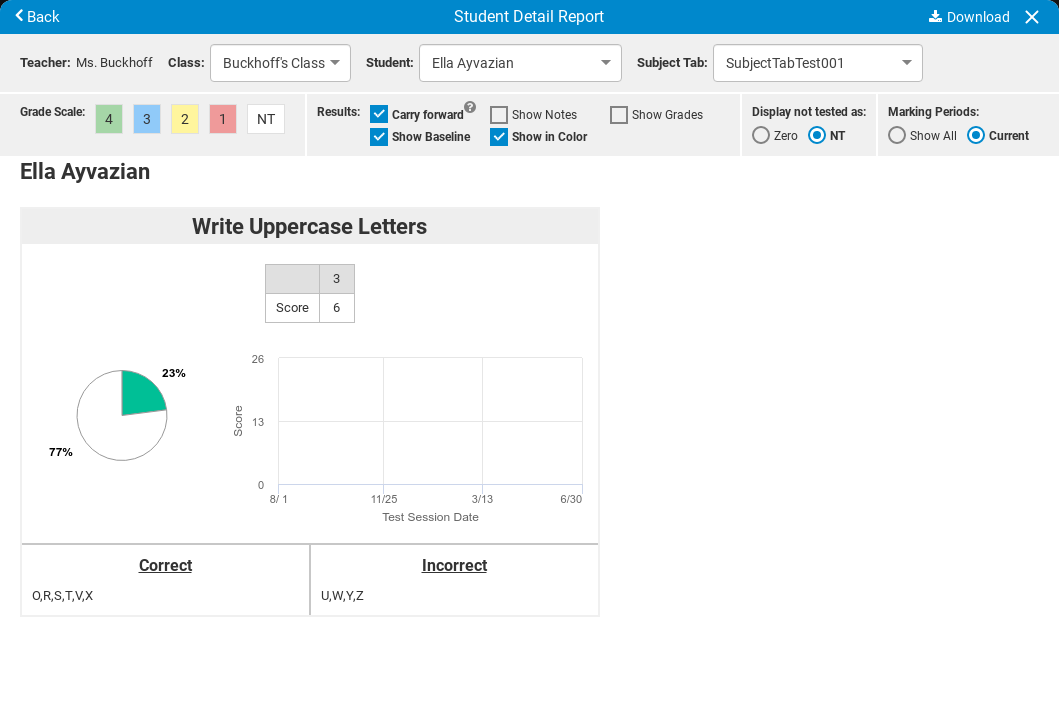 Back
Student Detail Report
Download
Teacher: Ms. Buckhoff Class: Buckhoff's Class Student: Ella Ayvazian Subject Tab: SubjectTabTest001
Grade Scale: 4 3 2 1 NT
Results: Carry forward ? Show Notes Show Grades
Show Baseline Show in Color
Display not tested as:
Zero NT
Marking Periods:
Show All Current
Ella Ayvazian
Write Uppercase Letters
3
Score 6
23%
77%
26
13
0
Score
8/ 1 11/25 3/13 6/30
Test Session Date
Correct
O,R,S,T,V,X
Incorrect
U,W,Y,Z